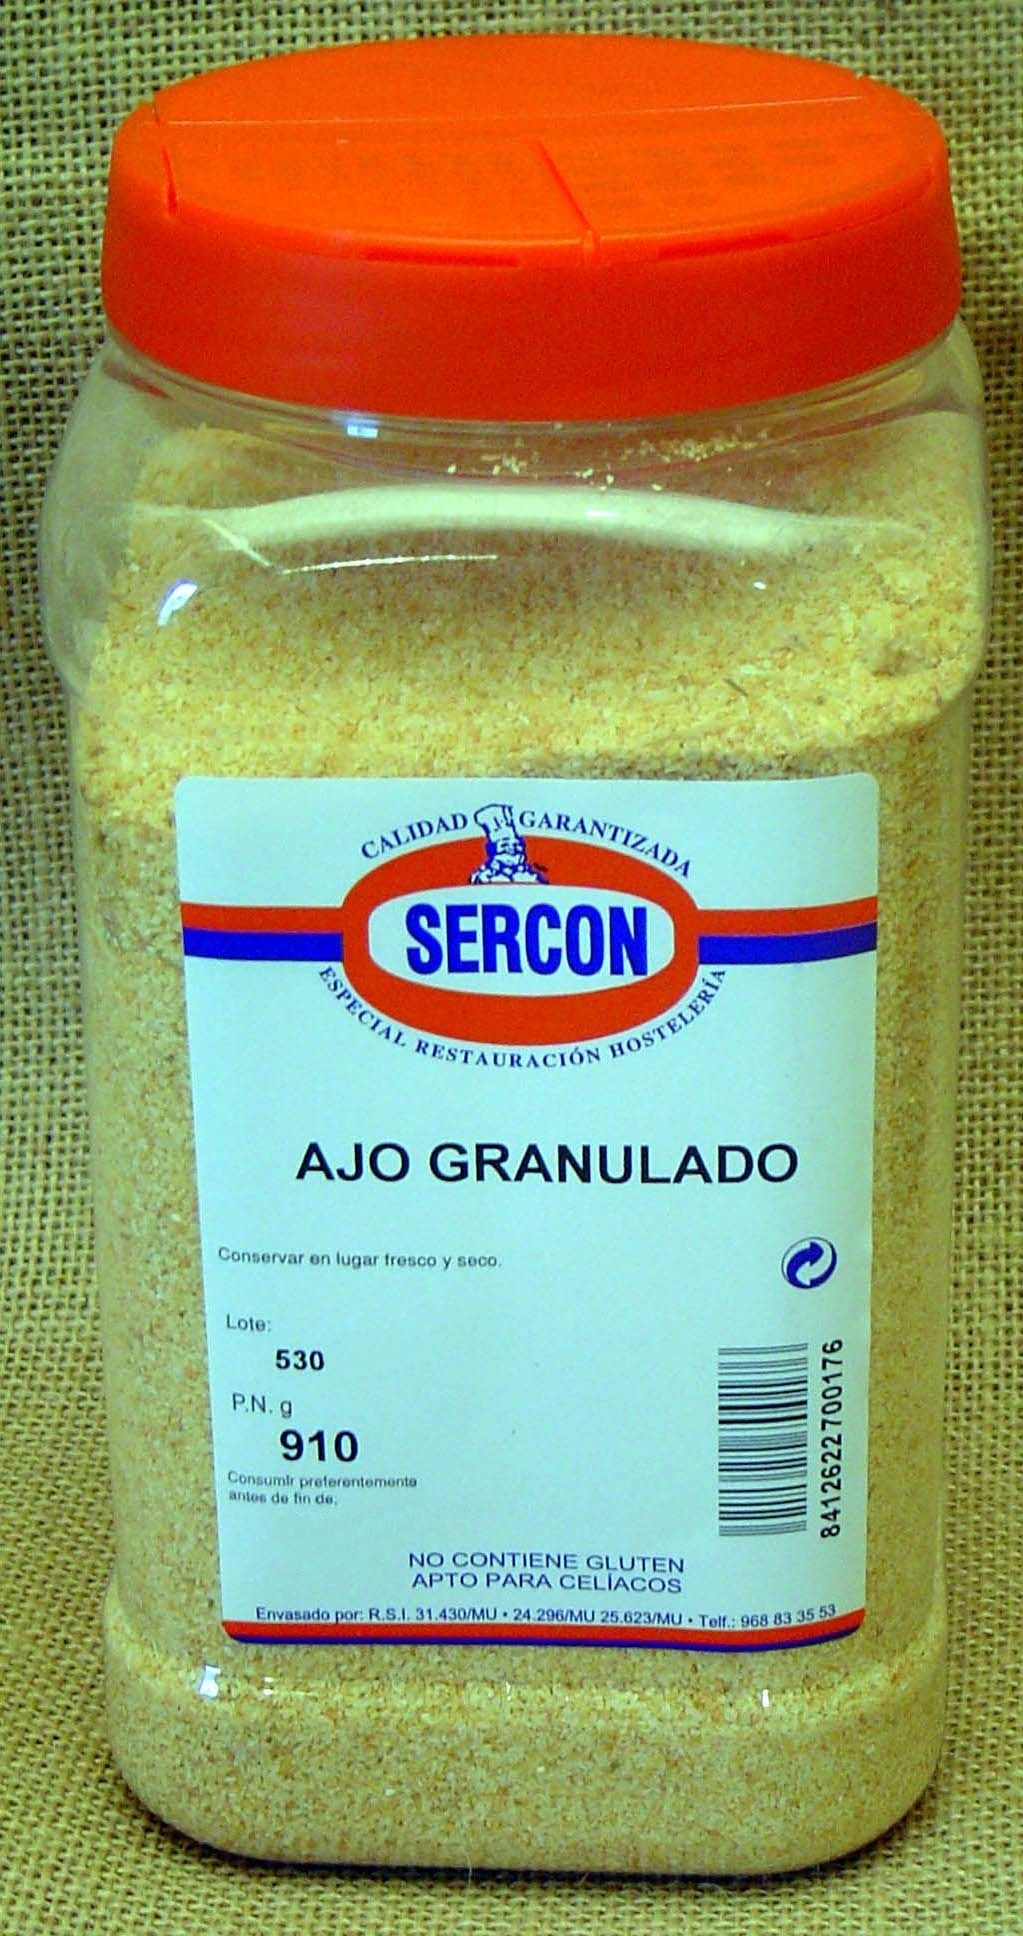 CALIDAD GARANTIZADA
SERCON
ESPECIAL RESTAURACIÓN HOSTELERÍA
AJO GRANULADO
Conservar en lugar fresco y seco.
Lote:
530
P.N. g
910
Consumir preferentemente
antes de fin de:
8412622700176
NO CONTIENE GLUTEN
APTO PARA CELÍACOS
Envasado por: R.S.I. 31.430/MU • 24.296/MU 25.623/MU • Telf.: 968 83 35 53